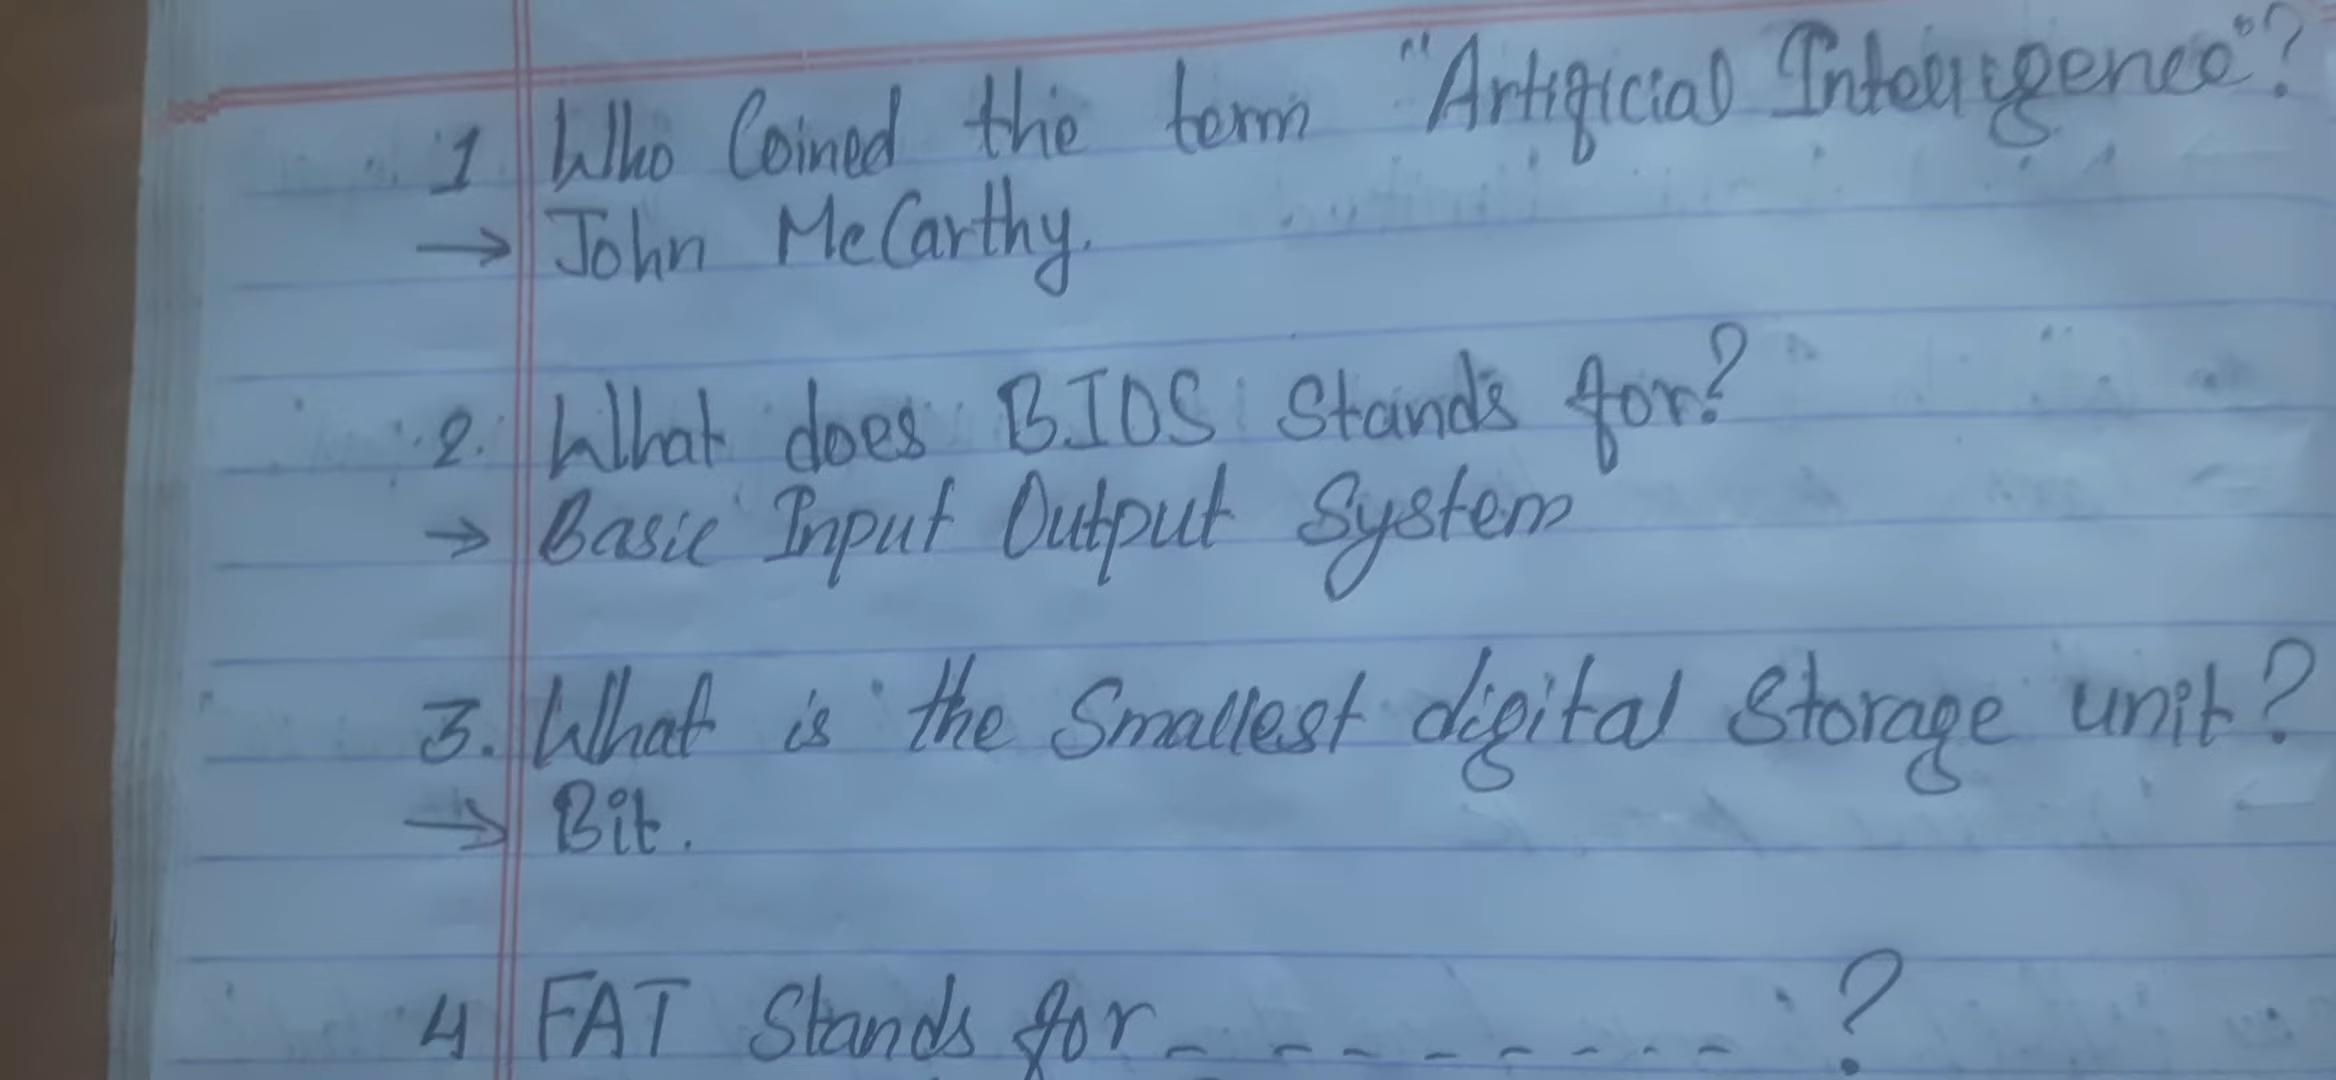 1 Who Coined the term "Artificial Intelligence"?
→ John McCarthy.
2. What does BIOS Stands for?
→ Basic Input Output System
3. What is the Smallest digital Storage unit?
→ Bit.
4 FAT Stands for - - - - - - - - ?